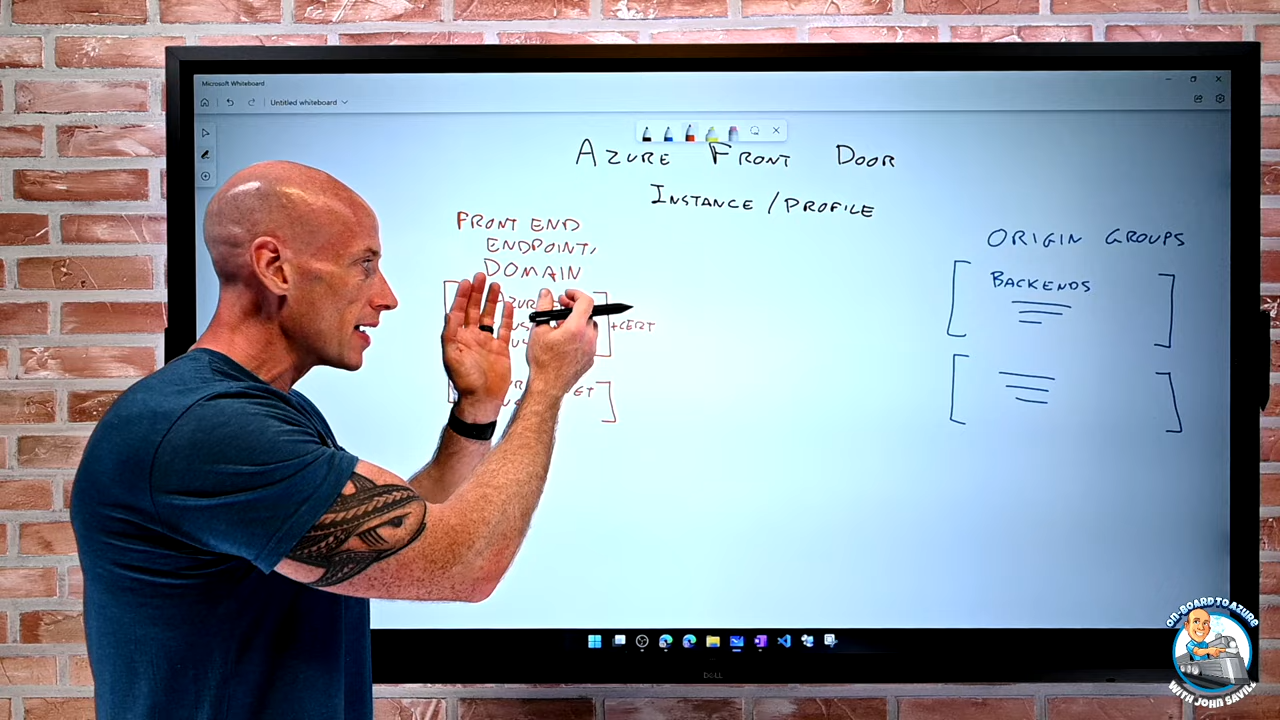 Microsoft Whiteboard
Untitled whiteboard
AZURE FRONT DOOR
INSTANCE / PROFILE
FRONT END
ENDPOINT,
DOMAIN
+CERT
ORIGIN GROUPS
BACKENDS
DELL
ON-BOARD TO AZURE
WITH JOHN SAVILL